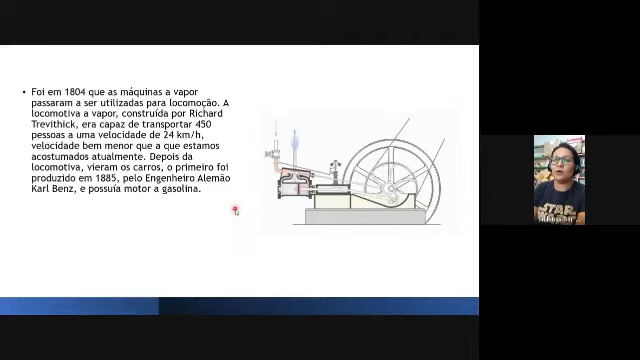 • Foi em 1804 que as máquinas a vapor
passaram a ser utilizadas para locomoção. A
locomotiva a vapor, construída por Richard
Trevithick, era capaz de transportar 450
pessoas a uma velocidade de 24 km/h,
velocidade bem menor que a que estamos
acostumados atualmente. Depois da
locomotiva, vieram os carros, o primeiro foi
produzido em 1885, pelo Engenheiro Alemão
Karl Benz, e possuía motor a gasolina.
STAR